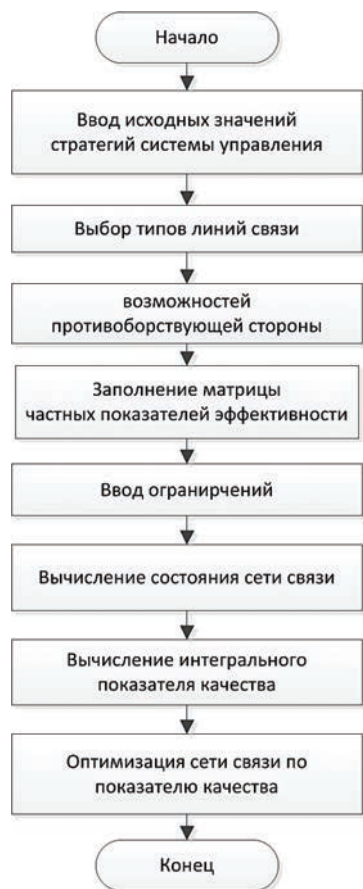 Начало
Ввод исходных значений
стратегий системы управления
Выбор типов линий связи
возможностей
противоборствующей стороны
Заполнение матрицы
частных показателей эффективности
Ввод огранирчений
Вычисление состояния сети связи
Вычисление интегрального
показателя качества
Оптимизация сети связи по
показателю качества
Конец